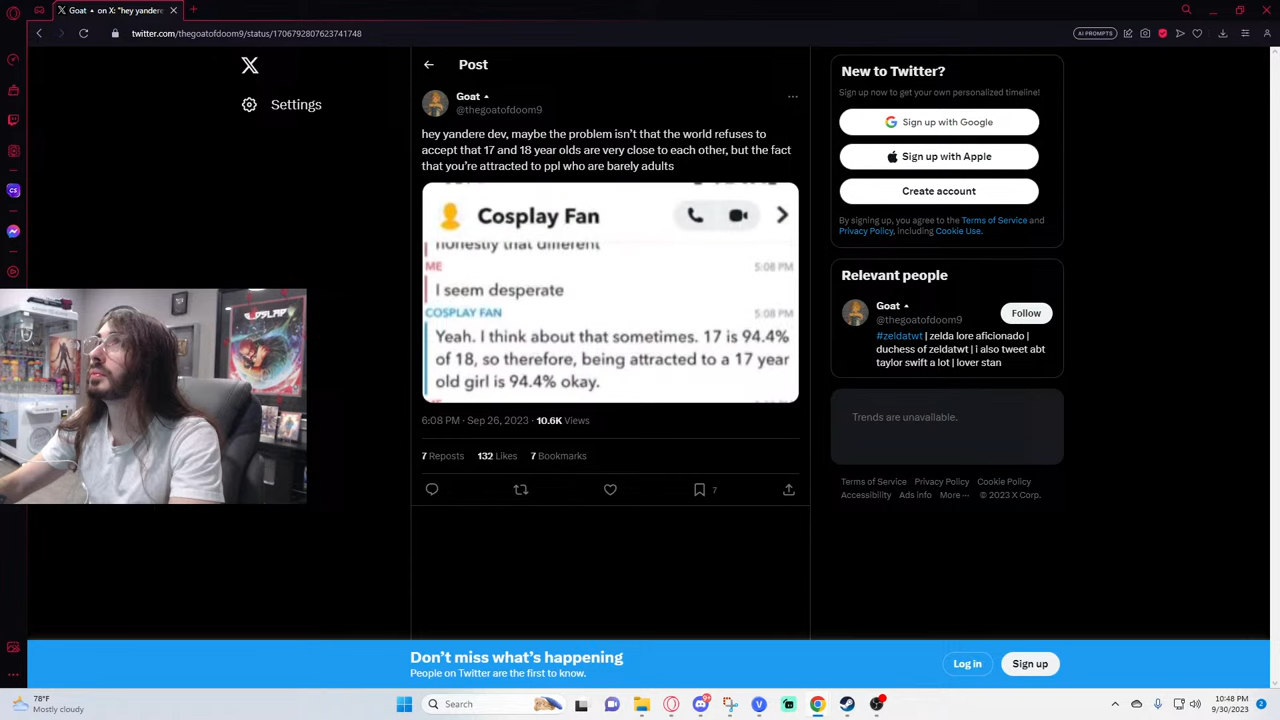 Goat ▲ on X: "hey yandere
twitter.com/thegoatofdoom9/status/1706792807623741748
AI PROMPTS
Settings
Post
Goat ▲
@thegoatofdoom9
hey yandere dev, maybe the problem isn't that the world refuses to
accept that 17 and 18 year olds are very close to each other, but the fact
that you're attracted to ppl who are barely adults
Cosplay Fan
honestly that different
ME 5:08 PM
I seem desperate
COSPLAY FAN 5:08 PM
Yeah. I think about that sometimes. 17 is 94.4%
of 18, so therefore, being attracted to a 17 year
old girl is 94.4% okay.
6:08 PM · Sep 26, 2023 · 10.6K Views
7 Reposts 132 Likes 7 Bookmarks
7
New to Twitter?
Sign up now to get your own personalized timeline!
Sign up with Google
Sign up with Apple
Create account
By signing up, you agree to the Terms of Service and
Privacy Policy, including Cookie Use.
Relevant people
Goat ▲
@thegoatofdoom9
Follow
#zeldatwt | zelda lore aficionado |
duchess of zeldatwt | i also tweet abt
taylor swift a lot | lover stan
Trends are unavailable.
Terms of Service Privacy Policy Cookie Policy
Accessibility Ads info More ··· © 2023 X Corp.
Don't miss what's happening
People on Twitter are the first to know.
Log in
Sign up
78°F
Mostly cloudy
Search
10:48 PM
9/30/2023
2